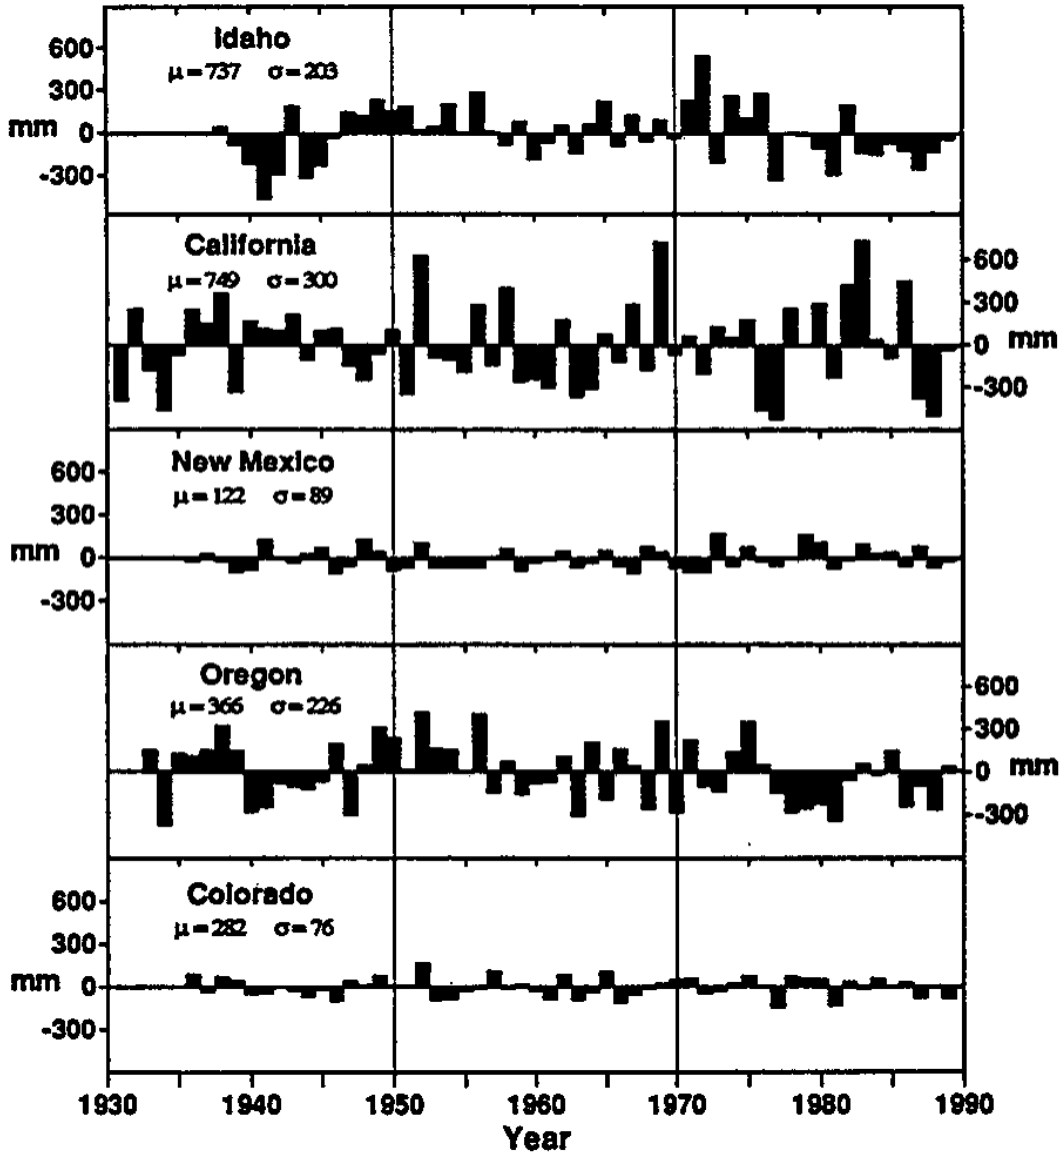 Idaho
μ=737 σ=203
600
300
mm 0
-300
California
μ=749 σ=300
600
300
0 mm
-300
New Mexico
μ=122 σ=89
600
300
mm 0
-300
Oregon
μ=366 σ=226
600
300
0 mm
-300
Colorado
μ=282 σ=76
600
300
mm 0
-300
1930 1940 1950 1960 1970 1980 1990
Year